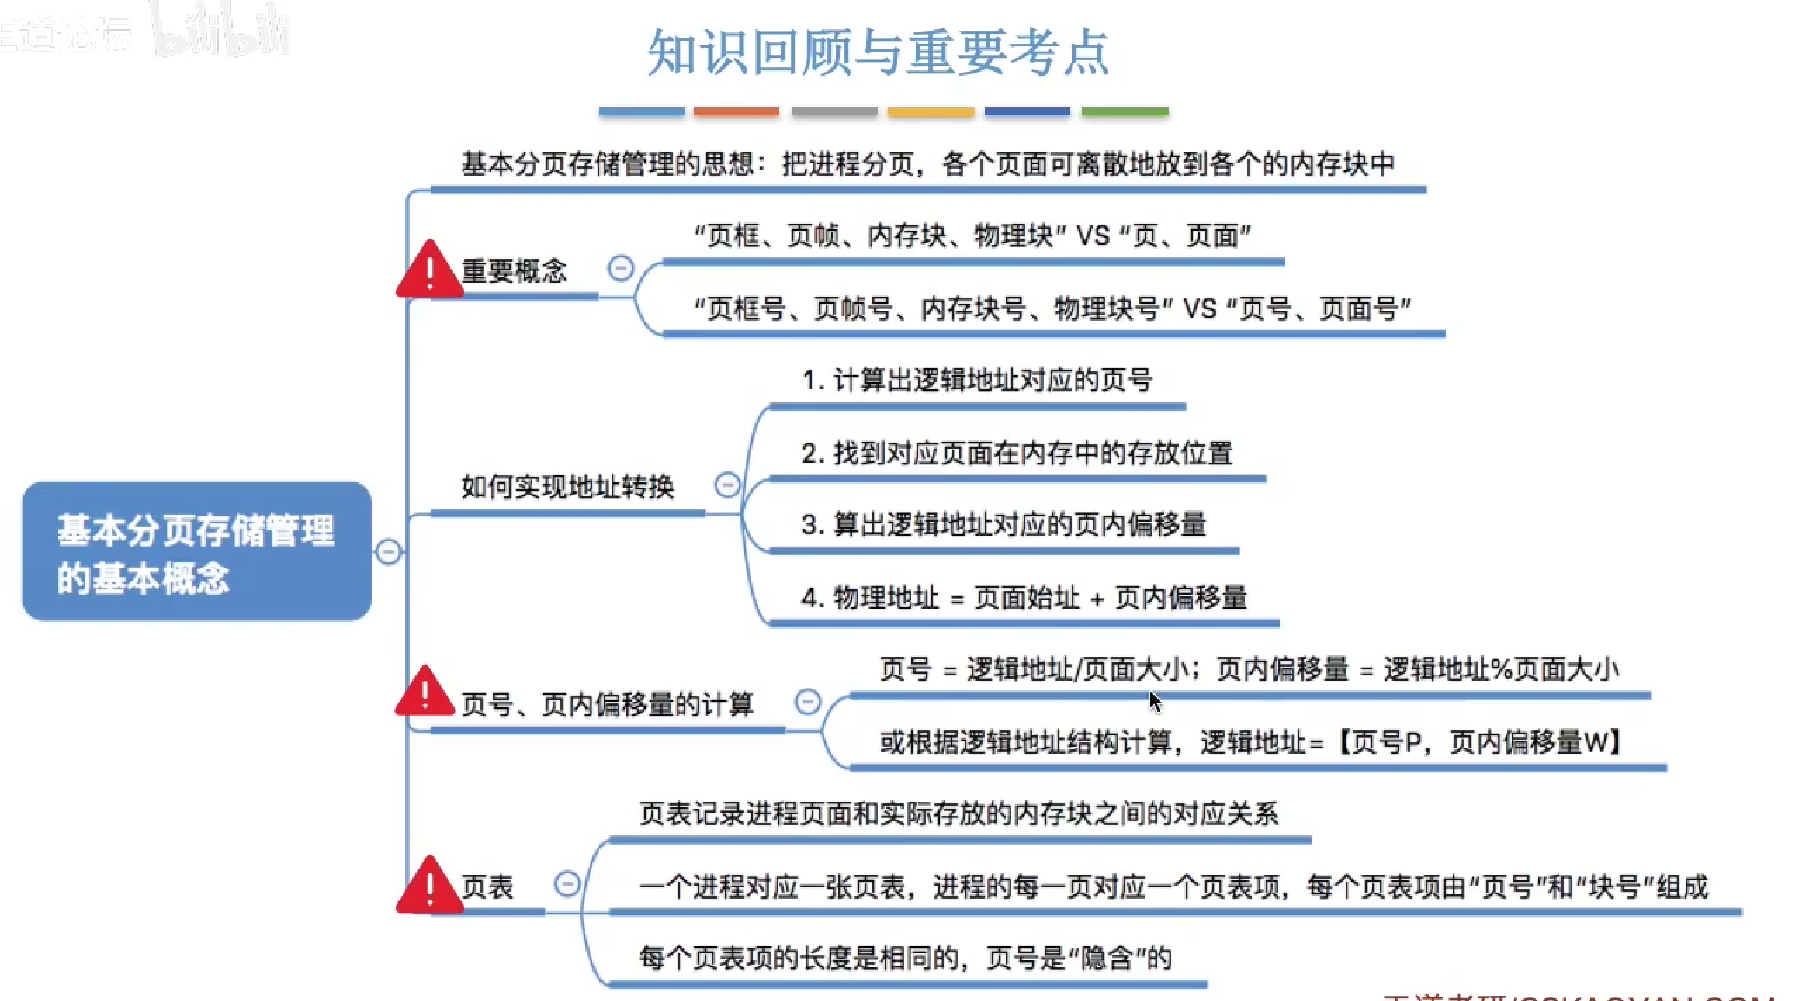 王道论坛 bilibili
知识回顾与重要考点
基本分页存储管理的思想：把进程分页，各个页面可离散地放到各个的内存块中
重要概念
“页框、页帧、内存块、物理块” VS “页、页面”
“页框号、页帧号、内存块号、物理块号” VS “页号、页面号”
如何实现地址转换
1. 计算出逻辑地址对应的页号
2. 找到对应页面在内存中的存放位置
3. 算出逻辑地址对应的页内偏移量
4. 物理地址 = 页面始址 + 页内偏移量
基本分页存储管理
的基本概念
页号、页内偏移量的计算
页号 = 逻辑地址/页面大小；页内偏移量 = 逻辑地址%页面大小
或根据逻辑地址结构计算，逻辑地址=【页号P，页内偏移量W】
页表
页表记录进程页面和实际存放的内存块之间的对应关系
一个进程对应一张页表，进程的每一页对应一个页表项，每个页表项由“页号”和“块号”组成
每个页表项的长度是相同的，页号是“隐含”的
王道考研/CSKAOYAN.COM